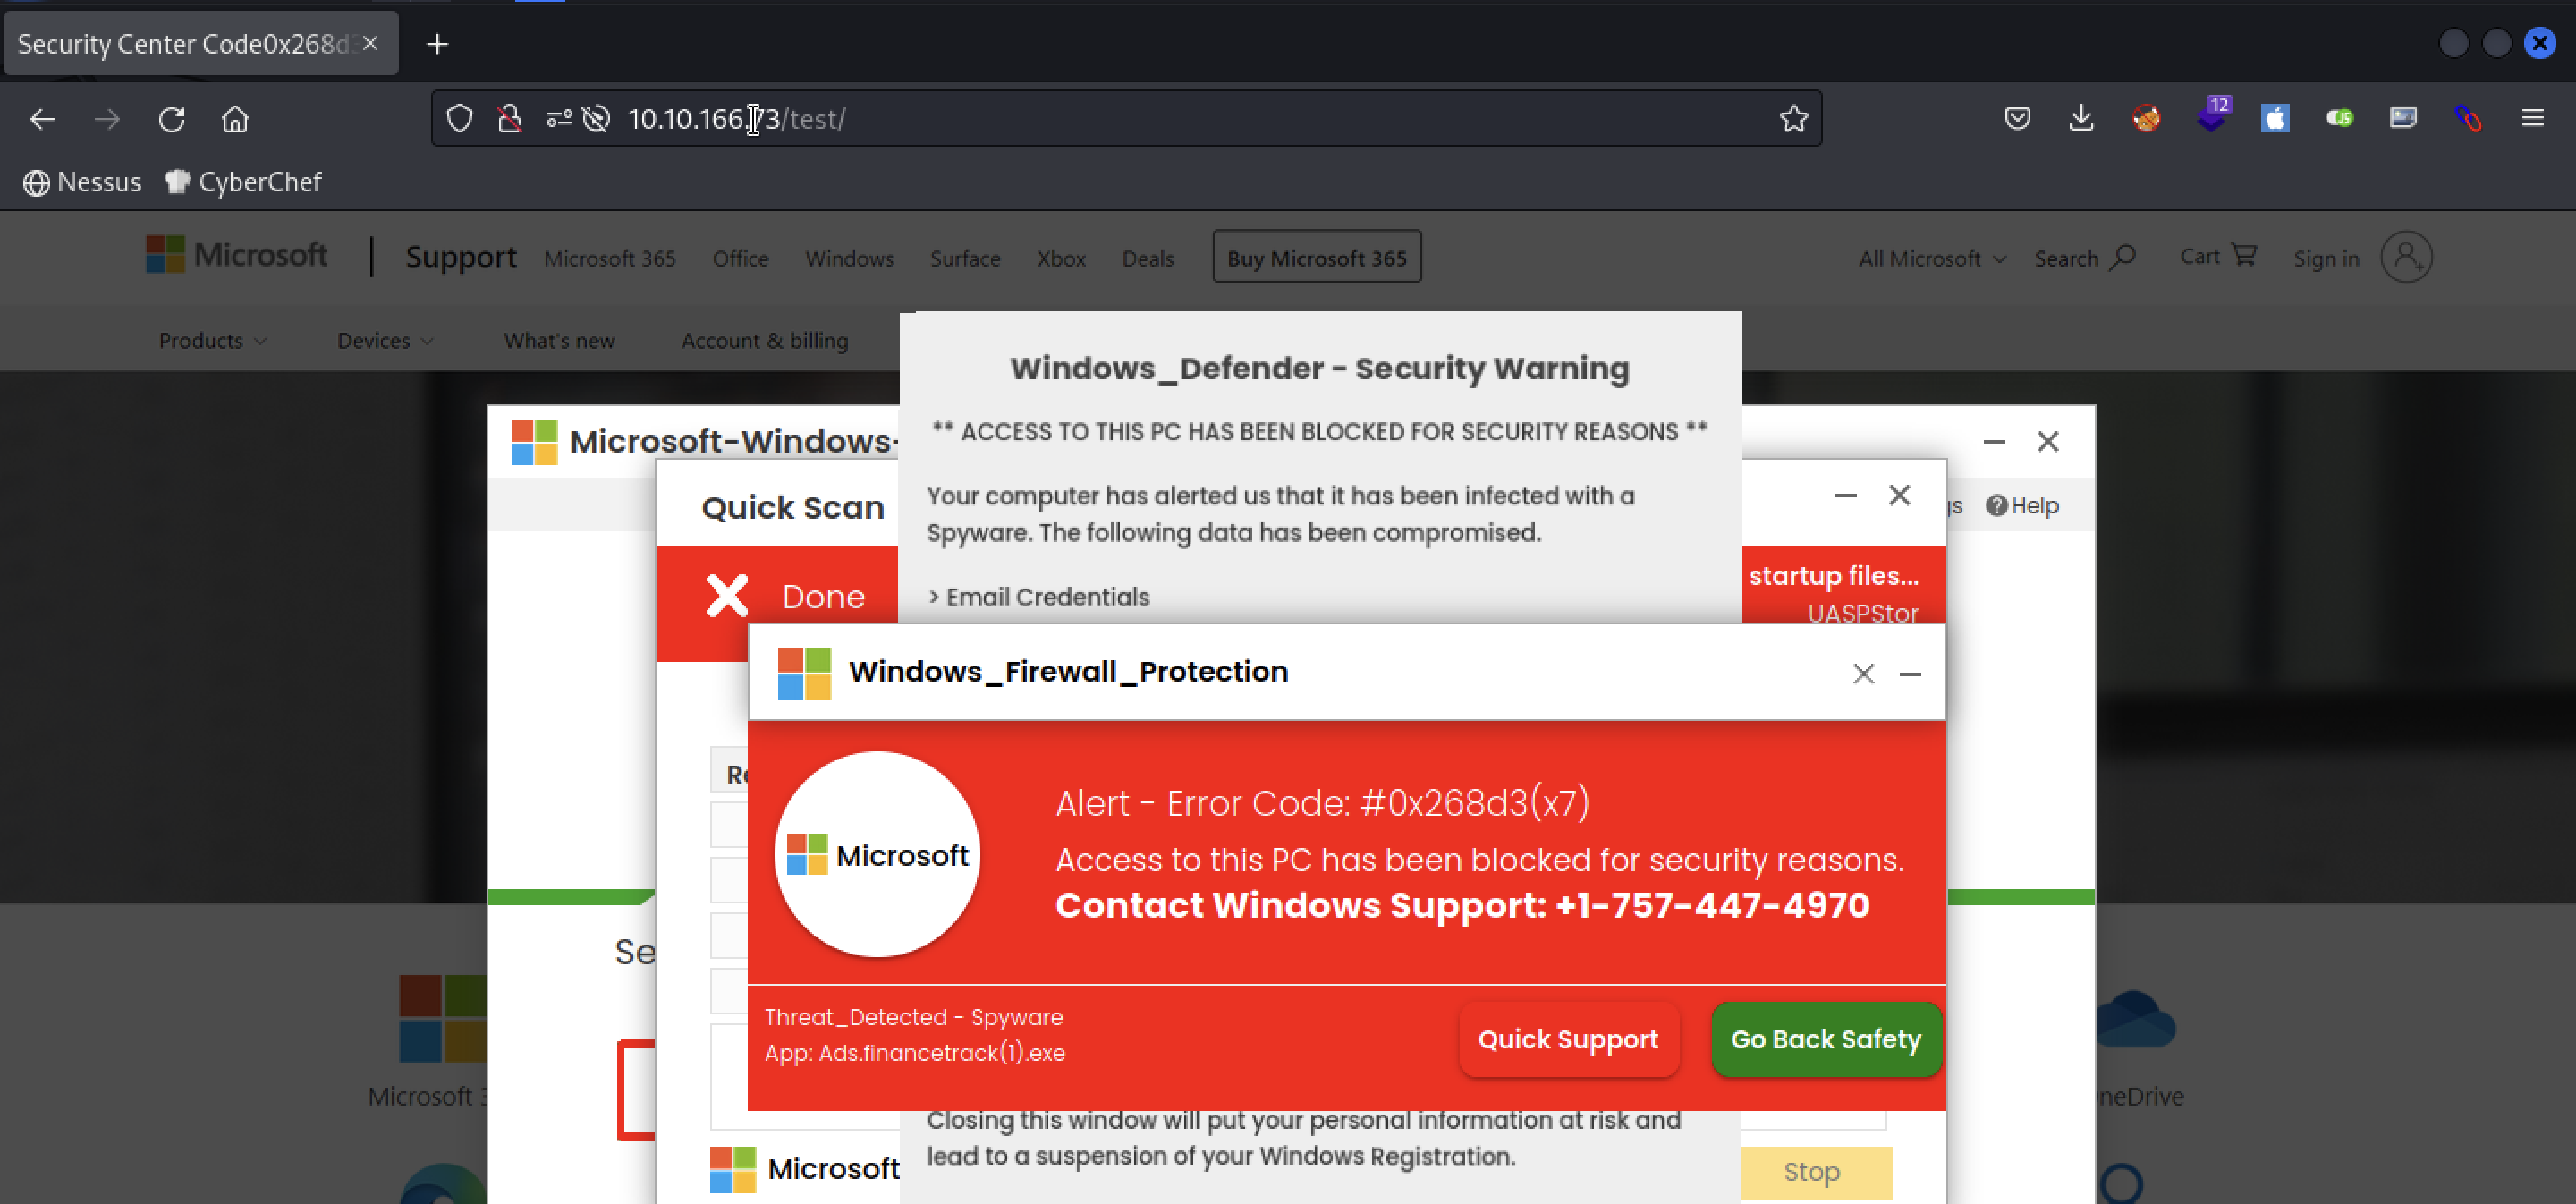 Security Center Code0x268d
10.10.166.73/test/
12
JS
Nessus
CyberChef
Microsoft
Support
Microsoft 365
Office
Windows
Surface
Xbox
Deals
Buy Microsoft 365
All Microsoft
Search
Cart
Sign in
Products
Devices
What's new
Account & billing
Windows_Defender - Security Warning
** ACCESS TO THIS PC HAS BEEN BLOCKED FOR SECURITY REASONS **
Your computer has alerted us that it has been infected with a
Spyware. The following data has been compromised.
> Email Credentials
Microsoft-Windows-
Help
Quick Scan
Done
startup files...
UASPStor
Windows_Firewall_Protection
Microsoft
Alert - Error Code: #0x268d3(x7)
Access to this PC has been blocked for security reasons.
Contact Windows Support: +1-757-447-4970
Threat_Detected - Spyware
App: Ads.financetrack(1).exe
Quick Support
Go Back Safety
Microsoft
neDrive
Closing this window will put your personal information at risk and
lead to a suspension of your Windows Registration.
Microsoft
Stop